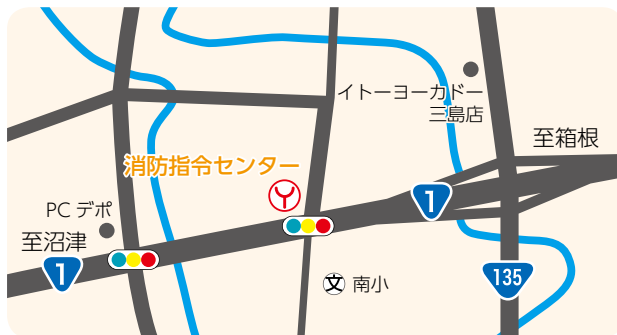 イトーヨーカドー
三島店
至箱根
消防指令センター
1
PC デポ
至沼津
1
135
文
南小